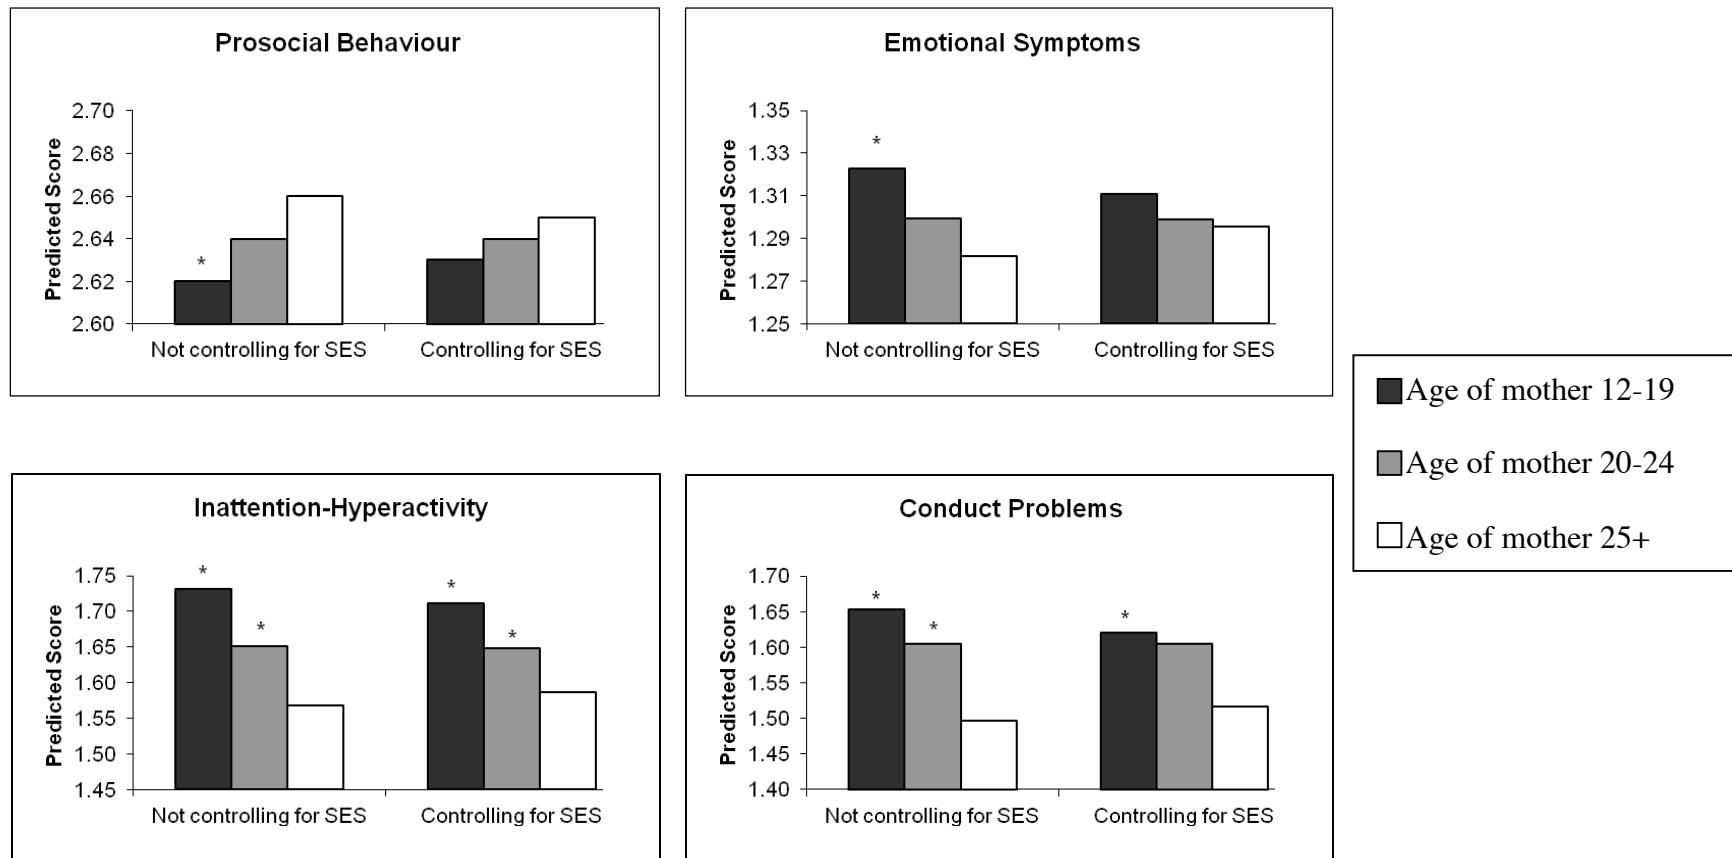 Prosocial Behaviour
Predicted Score
2.70
2.68
2.66
2.64
2.62
2.60
*
Not controlling for SES
Controlling for SES
Emotional Symptoms
Predicted Score
1.35
1.33
1.31
1.29
1.27
1.25
*
Not controlling for SES
Controlling for SES
Inattention-Hyperactivity
Predicted Score
1.75
1.70
1.65
1.60
1.55
1.50
1.45
*
*
*
*
Not controlling for SES
Controlling for SES
Conduct Problems
Predicted Score
1.70
1.65
1.60
1.55
1.50
1.45
1.40
*
*
*
Not controlling for SES
Controlling for SES
Age of mother 12-19
Age of mother 20-24
Age of mother 25+